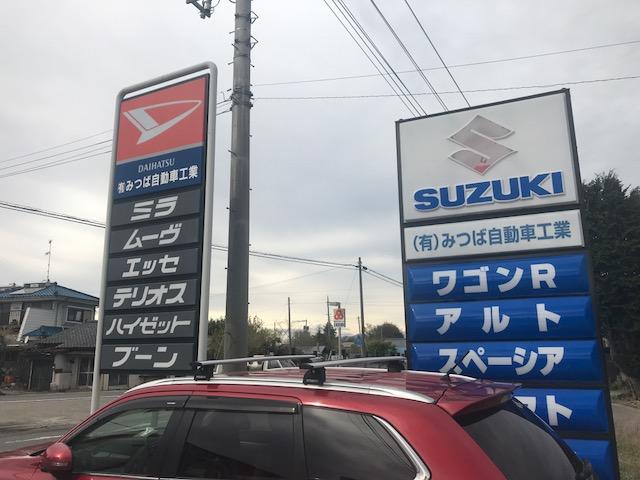 DAIHATSU
(有)みつば自動車工業
ミラ
ムーヴ
エッセ
テリオス
ハイゼット
ブーン
SUZUKI
(有)みつば自動車工業
ワゴンR
アルト
スペーシア
スト